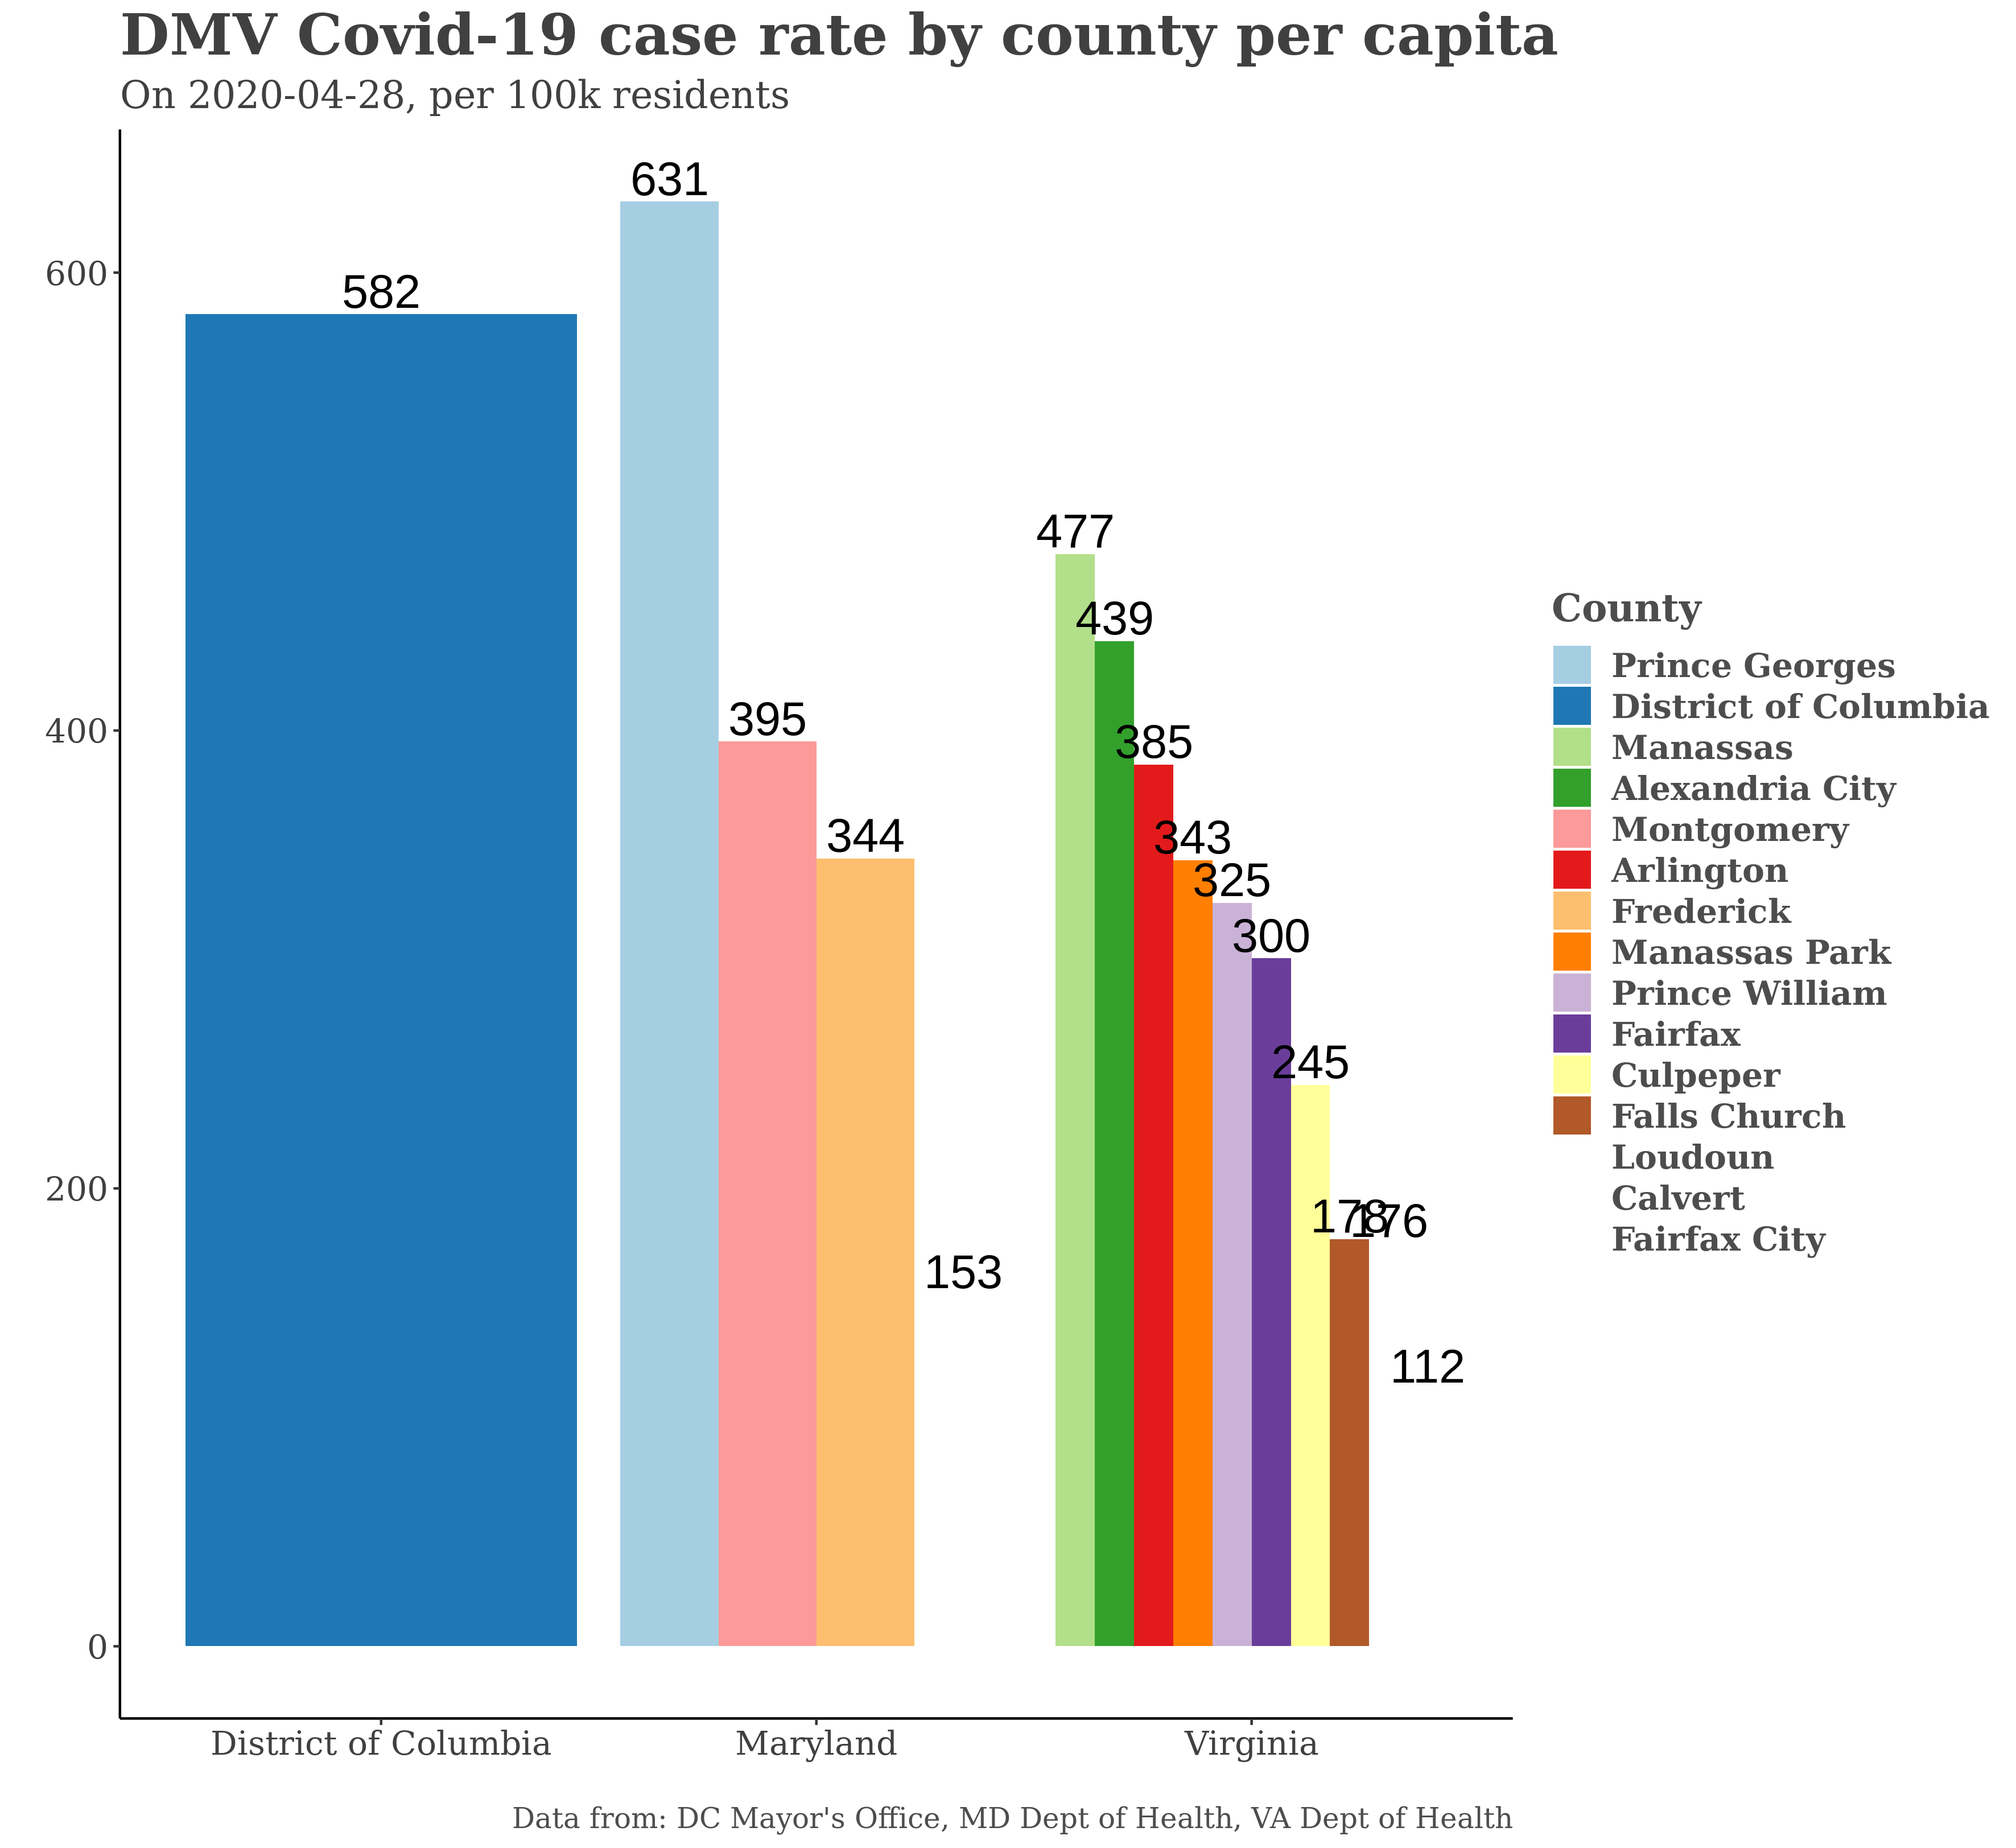 DMV Covid-19 case rate by county per capita
On 2020-04-28, per 100k residents
600
400
200
0
582
631
395
344
153
477
439
385
343
325
300
245
178
176
112
District of Columbia
Maryland
Virginia
County
Prince Georges
District of Columbia
Manassas
Alexandria City
Montgomery
Arlington
Frederick
Manassas Park
Prince William
Fairfax
Culpeper
Falls Church
Loudoun
Calvert
Fairfax City
Data from: DC Mayor's Office, MD Dept of Health, VA Dept of Health